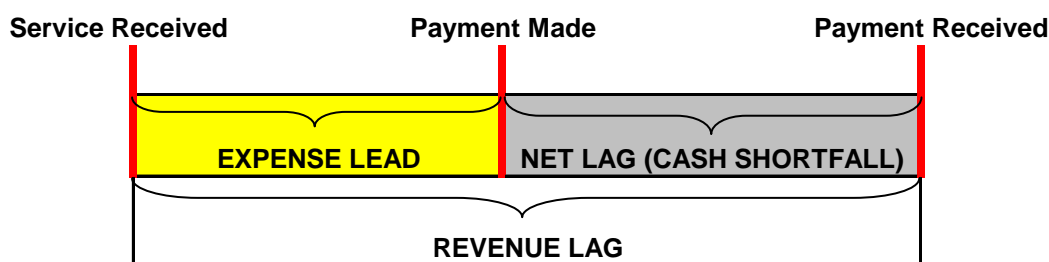 Service Received Payment Made Payment Received
EXPENSE LEAD NET LAG (CASH SHORTFALL)
REVENUE LAG